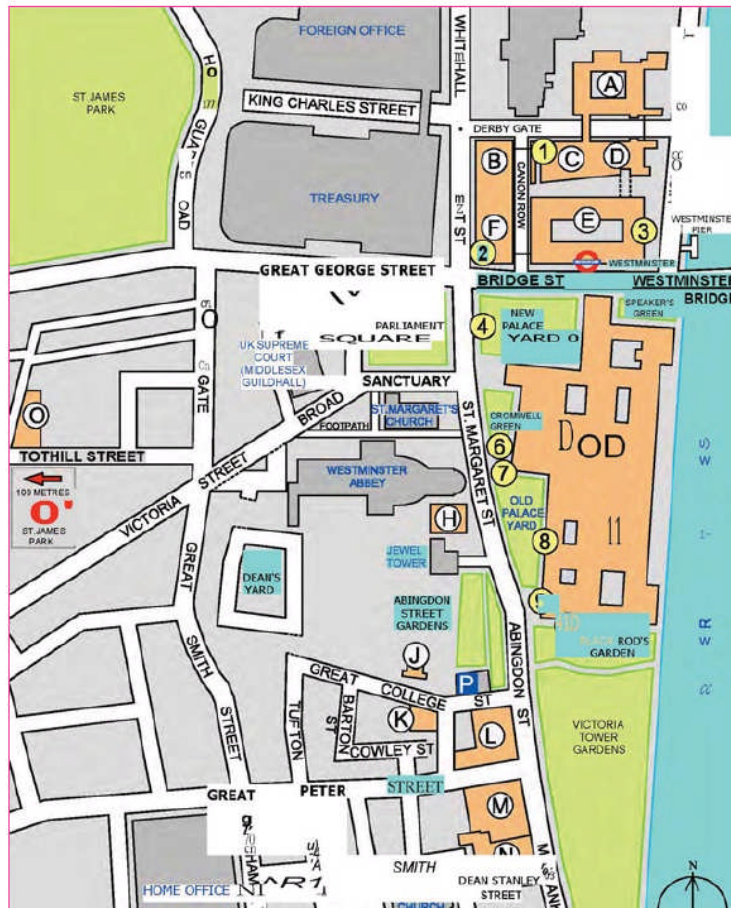 FOREIGN OFFICE
WHITEHALL
ST.JAMES
PARK
KING CHARLES STREET
A
DERBY GATE
B
1
C
D
CANON ROW
TREASURY
F
E
3
WESTMINSTER
PIER
2
WESTMINSTER
GREAT GEORGE STREET
BRIDGE ST
WESTMINSTER
BRIDGE
SPEAKER'S
GREEN
NEW
PALACE
YARD
4
PARLIAMENT
SQUARE
UK SUPREME
COURT
(MIDDLESEX
GUILDHALL)
BROAD
SANCTUARY
ST.MARGARET'S
CHURCH
FOOTPATH
ST.MARGARET ST
CROMWELL
GREEN
6
7
O
GATE
TOTHILL STREET
100 METRES
ST.JAMES
PARK
VICTORIA STREET
WESTMINSTER
ABBEY
OLD
PALACE
YARD
8
H
JEWEL
TOWER
DEAN'S
YARD
ABINGDON
STREET
GARDENS
ABINGDON ST
ROD'S
GARDEN
GREAT SMITH STREET
J
P
GREAT COLLEGE ST
TUFTON
BARTON
ST
K
COWLEY ST
L
VICTORIA
TOWER
GARDENS
GREAT PETER STREET
M
SMITH
HOME OFFICE
DEAN STANLEY
STREET
CHURCH
N